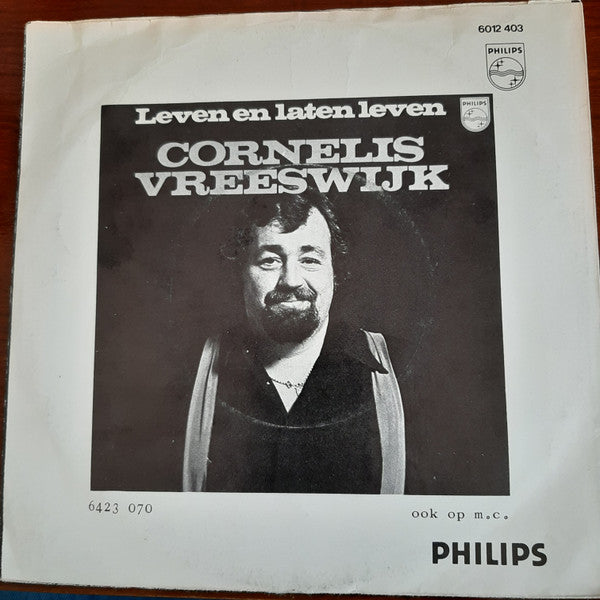 6012 403
PHILIPS
Leven en laten leven
PHILIPS
CORNELIS
VREESWIJK
6423 070
ook op m.c.
PHILIPS